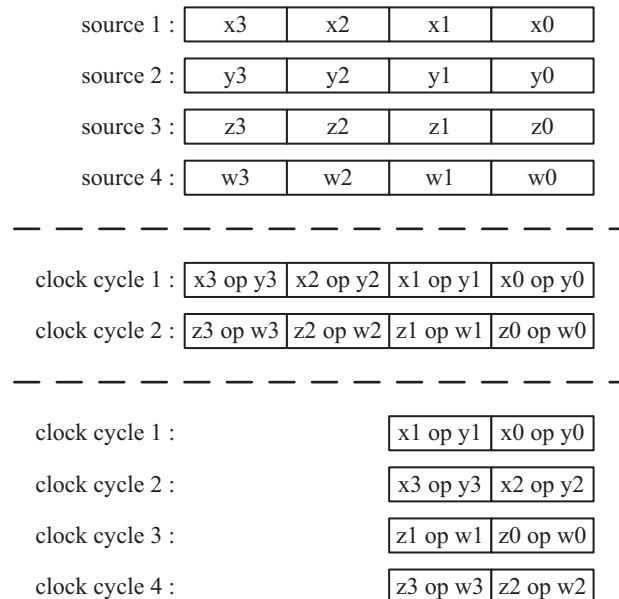 source 1 : x3 x2 x1 x0
source 2 : y3 y2 y1 y0
source 3 : z3 z2 z1 z0
source 4 : w3 w2 w1 w0
clock cycle 1 : x3 op y3 x2 op y2 x1 op y1 x0 op y0
clock cycle 2 : z3 op w3 z2 op w2 z1 op w1 z0 op w0
clock cycle 1 : x1 op y1 x0 op y0
clock cycle 2 : x3 op y3 x2 op y2
clock cycle 3 : z1 op w1 z0 op w0
clock cycle 4 : z3 op w3 z2 op w2